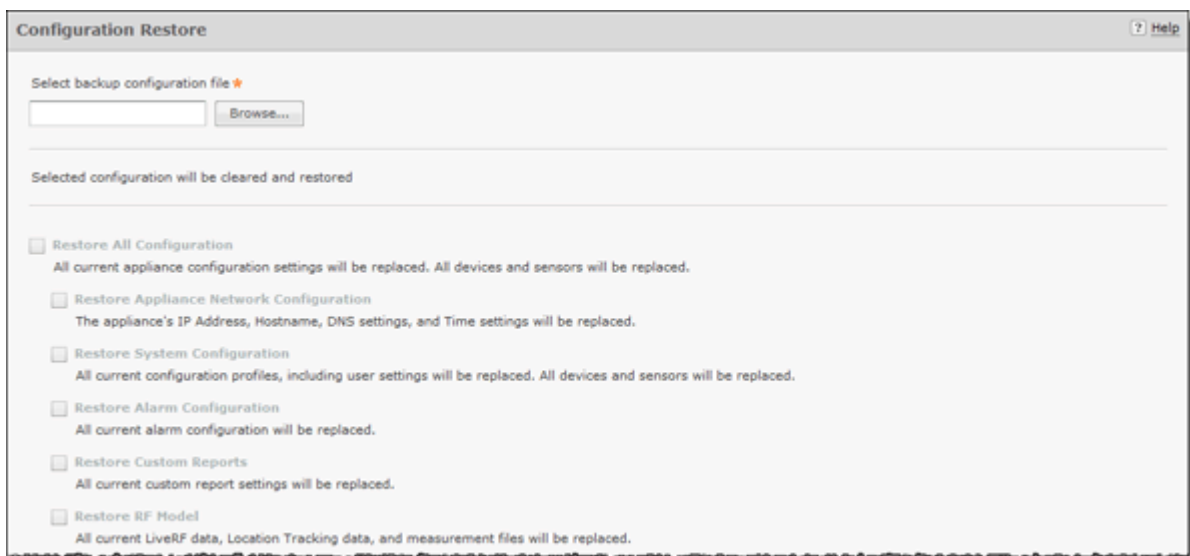 Configuration Restore
? Help
Select backup configuration file *
Browse...
Selected configuration will be cleared and restored
Restore All Configuration
All current appliance configuration settings will be replaced. All devices and sensors will be replaced.
Restore Appliance Network Configuration
The appliance's IP Address, Hostname, DNS settings, and Time settings will be replaced.
Restore System Configuration
All current configuration profiles, including user settings will be replaced. All devices and sensors will be replaced.
Restore Alarm Configuration
All current alarm configuration will be replaced.
Restore Custom Reports
All current custom report settings will be replaced.
Restore RF Model
All current LiveRF data, Location Tracking data, and measurement files will be replaced.